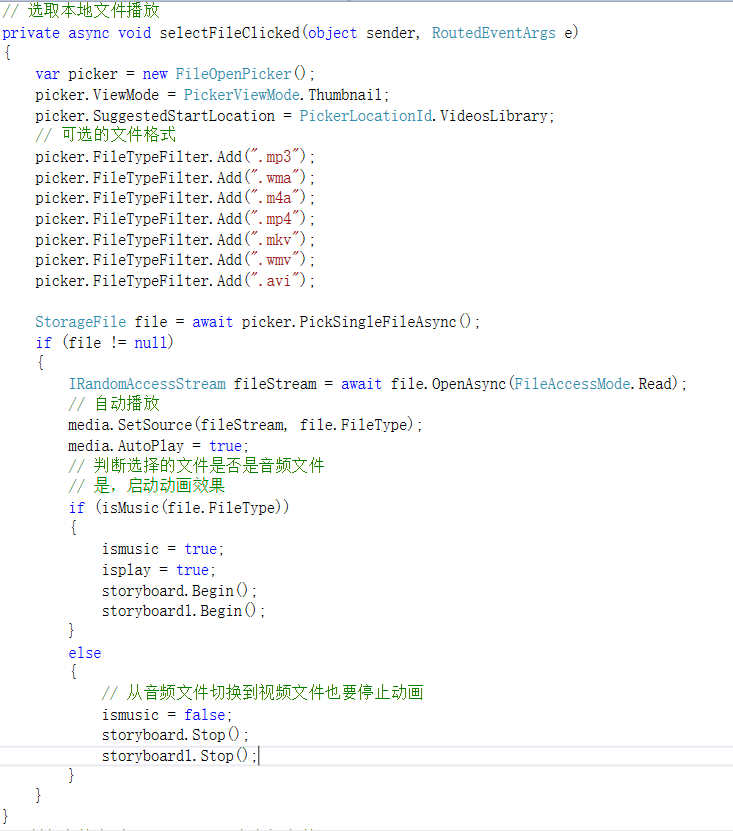 // 选取本地文件播放
private async void selectFileClicked(object sender, RoutedEventArgs e)
{
    var picker = new FileOpenPicker();
    picker.ViewMode = PickerViewMode.Thumbnail;
    picker.SuggestedStartLocation = PickerLocationId.VideosLibrary;
    // 可选的文件格式
    picker.FileTypeFilter.Add(".mp3");
    picker.FileTypeFilter.Add(".wma");
    picker.FileTypeFilter.Add(".m4a");
    picker.FileTypeFilter.Add(".mp4");
    picker.FileTypeFilter.Add(".mkv");
    picker.FileTypeFilter.Add(".wmv");
    picker.FileTypeFilter.Add(".avi");

    StorageFile file = await picker.PickSingleFileAsync();
    if (file != null)
    {
        IRandomAccessStream fileStream = await file.OpenAsync(FileAccessMode.Read);
        // 自动播放
        media.SetSource(fileStream, file.FileType);
        media.AutoPlay = true;
        // 判断选择的文件是否是音频文件
        // 是，启动动画效果
        if (isMusic(file.FileType))
        {
            ismusic = true;
            isplay = true;
            storyboard.Begin();
            storyboard1.Begin();
        }
        else
        {
            // 从音频文件切换到视频文件也要停止动画
            ismusic = false;
            storyboard.Stop();
            storyboard1.Stop();
        }
    }
}